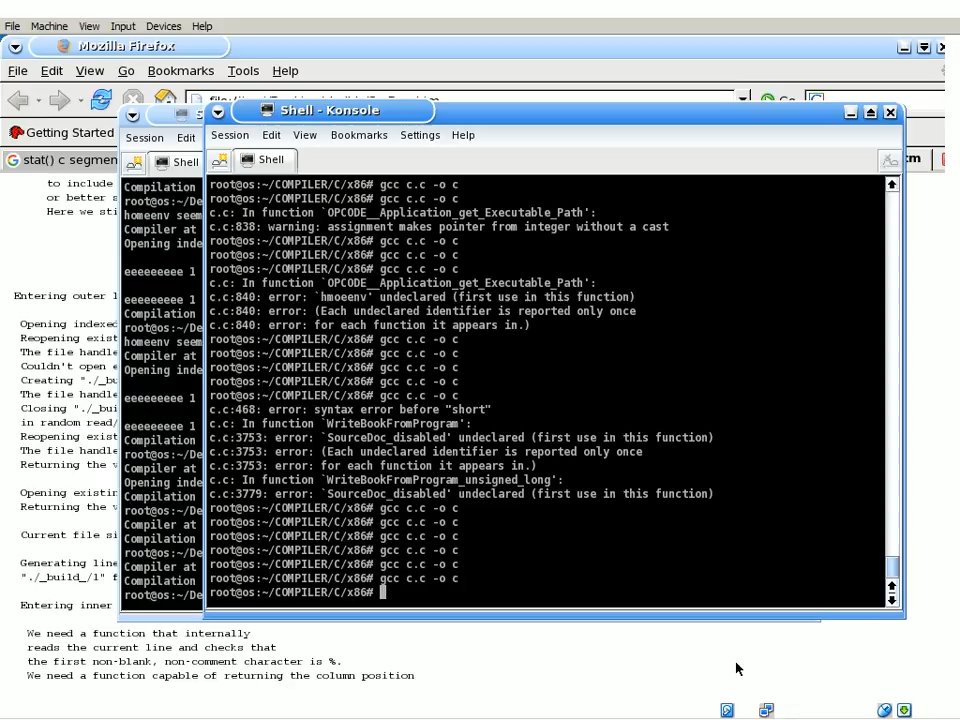 File Machine View Input Devices Help
Mozilla Firefox
File Edit View Go Bookmarks Tools Help
Getting Started
stat() c segmen
to include
or better s
Here we sti
Entering outer l
Opening indexed
Reopening exist
The file handle
Couldn't open e
Creating "./_bu
The file handle
Closing "./_bui
in random read/
Reopening exist
The file handle
Returning the v
Opening existin
Returning the v
Current file si
Generating line
"./_build_/1" f
Entering inner
We need a function that internally
reads the current line and checks that
the first non-blank, non-comment character is %.
We need a function capable of returning the column position
Session Edit
Shell
Compilation
root@os:~/De
homeenv seem
Compiler at
Opening inde
eeeeeeeee 1
eeeeeeeee 1
Compilation
root@os:~/De
homeenv seem
Compiler at
Opening inde
eeeeeeeee 1
eeeeeeeee 1
Compilation
root@os:~/De
Compiler at
Opening inde
Compilation
root@os:~/De
Compiler at
Compilation
root@os:~/De
Compiler at
Compilation
root@os:~/De
Shell - Konsole
Session Edit View Bookmarks Settings Help
Shell
root@os:~/COMPILER/C/x86# gcc c.c -o c
root@os:~/COMPILER/C/x86# gcc c.c -o c
c.c: In function `OPCODE__Application_get_Executable_Path':
c.c:838: warning: assignment makes pointer from integer without a cast
root@os:~/COMPILER/C/x86# gcc c.c -o c
root@os:~/COMPILER/C/x86# gcc c.c -o c
root@os:~/COMPILER/C/x86# gcc c.c -o c
c.c: In function `OPCODE__Application_get_Executable_Path':
c.c:840: error: `hmoeenv' undeclared (first use in this function)
c.c:840: error: (Each undeclared identifier is reported only once
c.c:840: error: for each function it appears in.)
root@os:~/COMPILER/C/x86# gcc c.c -o c
root@os:~/COMPILER/C/x86# gcc c.c -o c
root@os:~/COMPILER/C/x86# gcc c.c -o c
root@os:~/COMPILER/C/x86# gcc c.c -o c
root@os:~/COMPILER/C/x86# gcc c.c -o c
c.c:468: error: syntax error before "short"
c.c: In function `WriteBookFromProgram':
c.c:3753: error: `SourceDoc_disabled' undeclared (first use in this function)
c.c:3753: error: (Each undeclared identifier is reported only once
c.c:3753: error: for each function it appears in.)
c.c: In function `WriteBookFromProgram_unsigned_long':
c.c:3779: error: `SourceDoc_disabled' undeclared (first use in this function)
root@os:~/COMPILER/C/x86# gcc c.c -o c
root@os:~/COMPILER/C/x86# gcc c.c -o c
root@os:~/COMPILER/C/x86# gcc c.c -o c
root@os:~/COMPILER/C/x86# gcc c.c -o c
root@os:~/COMPILER/C/x86# gcc c.c -o c
root@os:~/COMPILER/C/x86# gcc c.c -o c
root@os:~/COMPILER/C/x86#